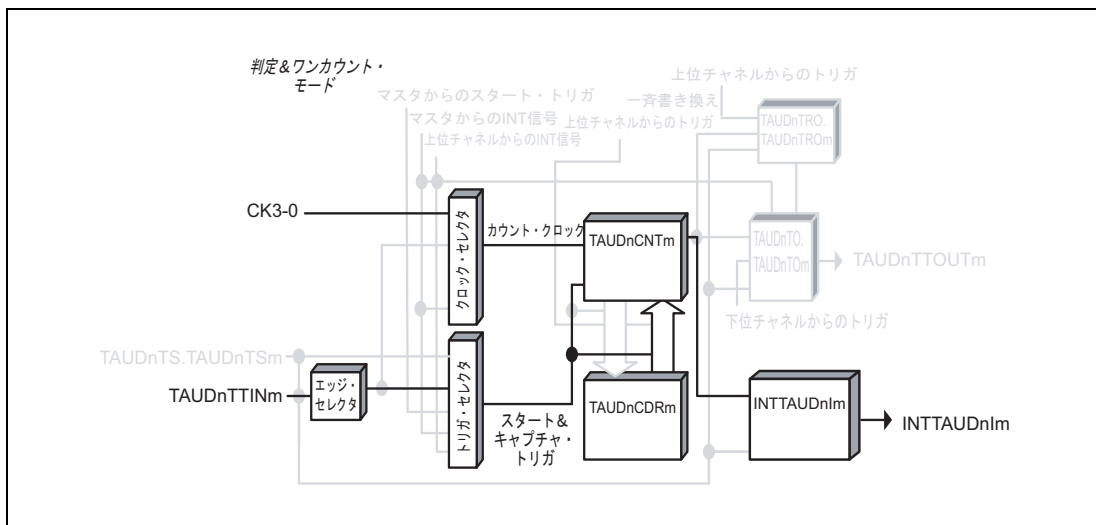 判定&ワンカウント・
モード
上位チャネルからのトリガ
マスタからのスタート・トリガ
一斉書き換え
マスタからのINT信号
上位チャネルからのトリガ
上位チャネルからのINT信号
TAUDnTRO.
TAUDnTROm
CK3-0
クロック・セレクタ
カウント・クロック
TAUDnCNTm
TAUDnTO.
TAUDnTOm
TAUDnTTOUTm
下位チャネルからのトリガ
TAUDnTS.TAUDnTSm
TAUDnTTINm
エッジ・
セレクタ
トリガ・セレクタ
スタート&
キャプチャ・
トリガ
TAUDnCDRm
INTTAUDnIm
INTTAUDnIm